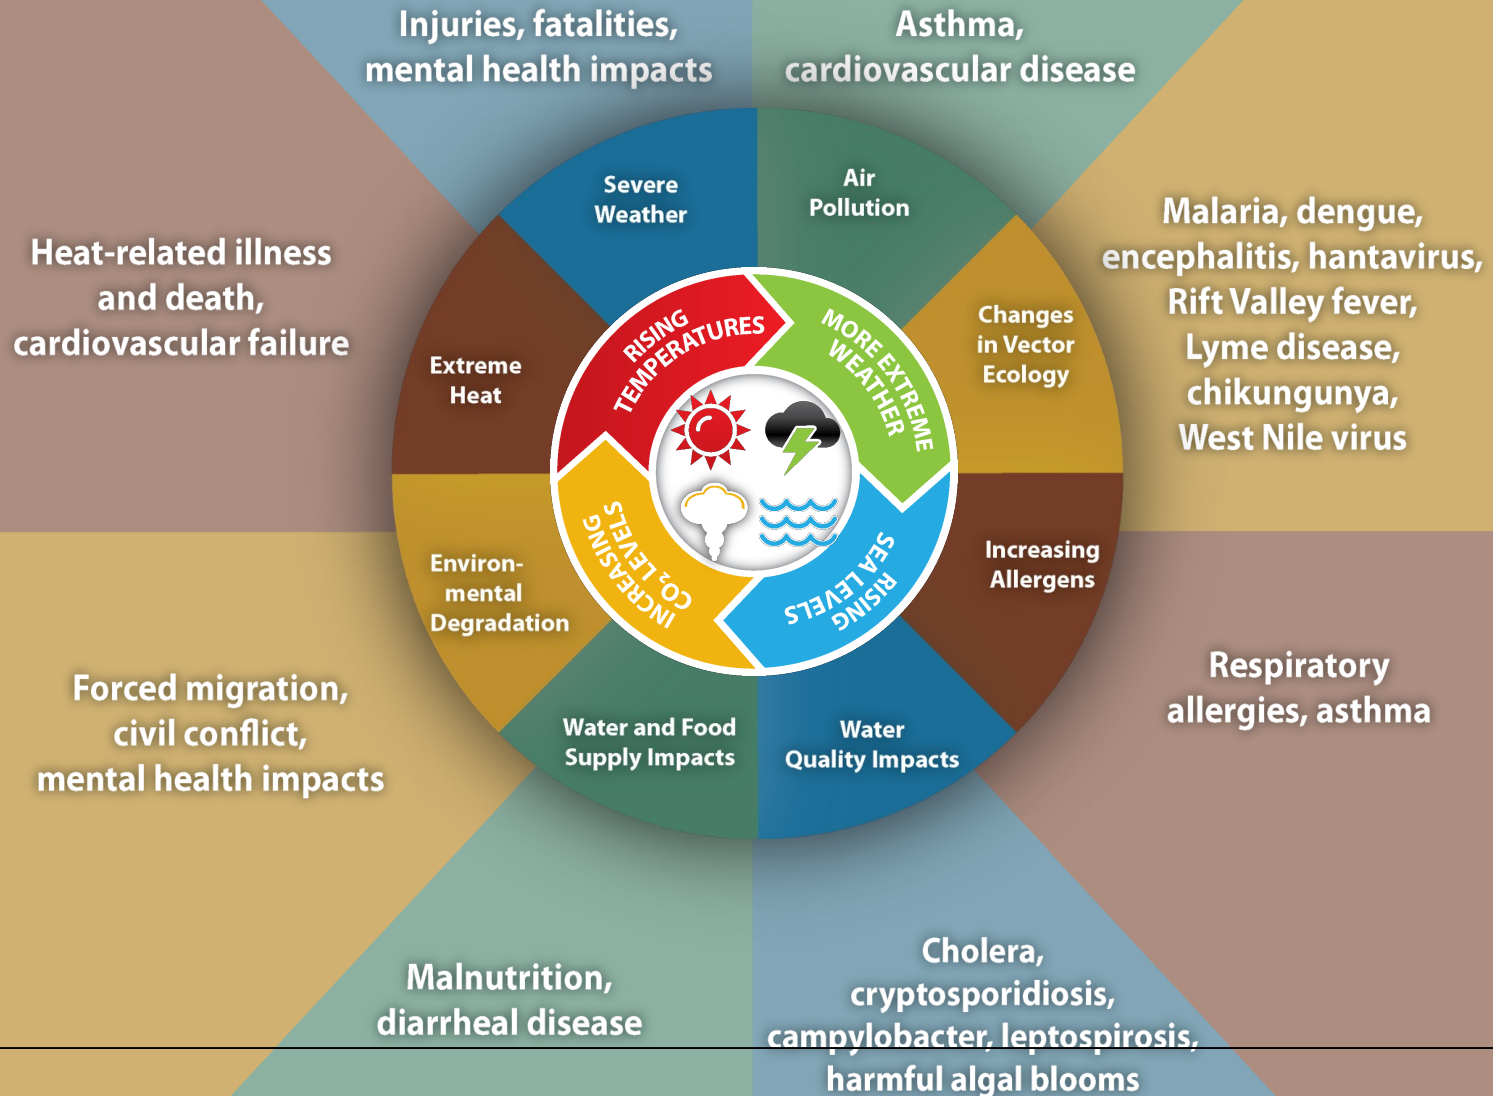 Injuries, fatalities,
mental health impacts
Asthma,
cardiovascular disease
Severe
Weather
Air
Pollution
Malaria, dengue,
encephalitis, hantavirus,
Rift Valley fever,
Lyme disease,
chikungunya,
West Nile virus
Heat-related illness
and death,
cardiovascular failure
Extreme
Heat
Changes
in Vector
Ecology
RISING
TEMPERATURES
MORE EXTREME
WEATHER
RISING
SEA LEVELS
INCREASING
CO₂ LEVELS
Environ-
mental
Degradation
Increasing
Allergens
Forced migration,
civil conflict,
mental health impacts
Respiratory
allergies, asthma
Water and Food
Supply Impacts
Water
Quality Impacts
Malnutrition,
diarrheal disease
Cholera,
cryptosporidiosis,
campylobacter, leptospirosis,
harmful algal blooms